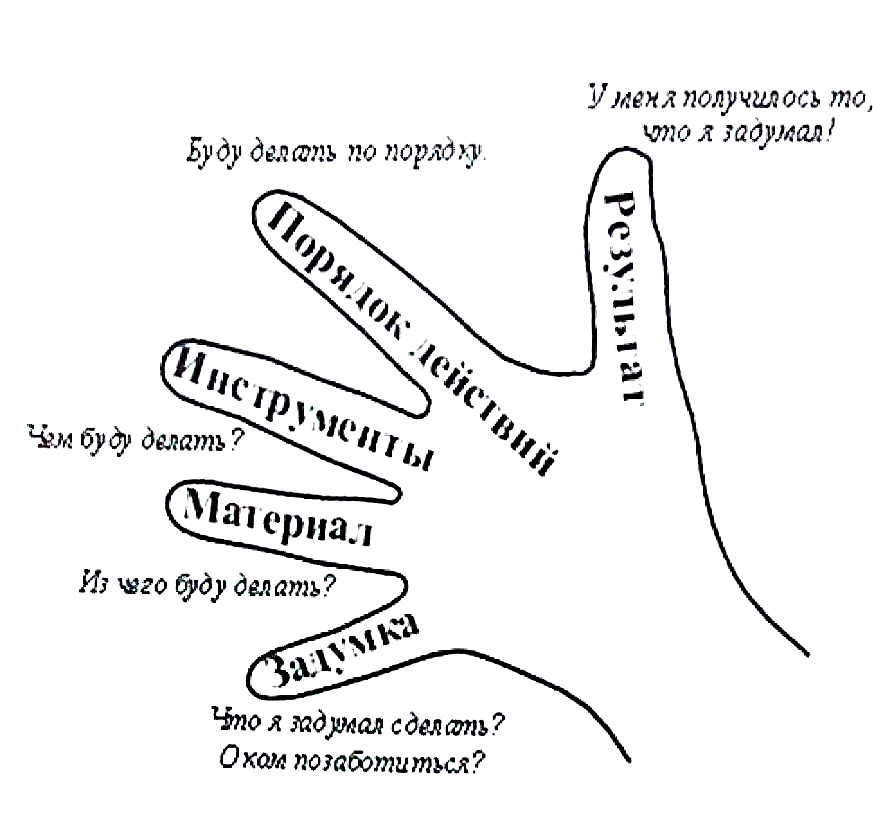 У меня получилось то,
что я задумал!
Буду делать по порядку.
Результат
Порядок действий
Инструменты
Чем буду делать?
Материал
Из чего буду делать?
Задумка
Что я задумал сделать?
О ком позаботиться?